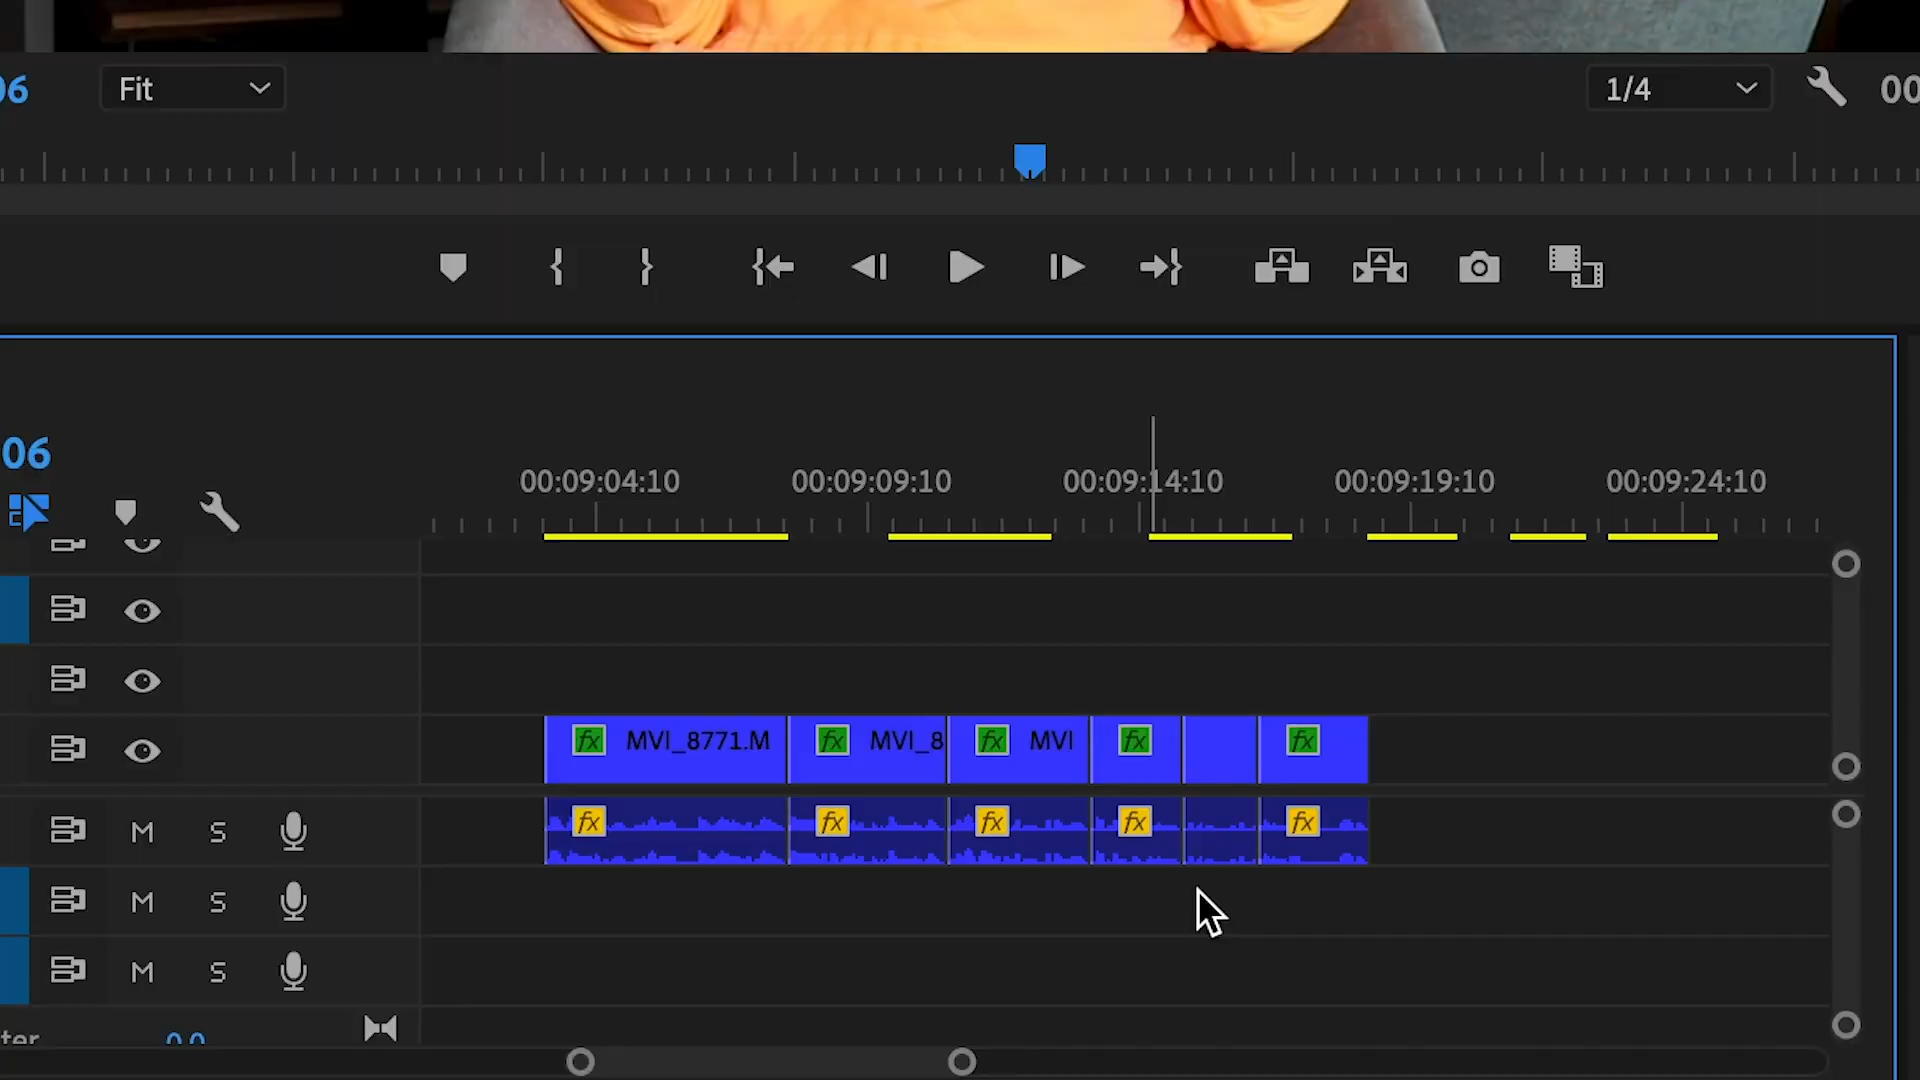 06 Fit 1/4 00
06
00:09:04:10 00:09:09:10 00:09:14:10 00:09:19:10 00:09:24:10
fx MVI_8771.M fx MVI_8 fx MVI fx fx
M S fx fx fx fx fx
M S
M S
ter 0.0